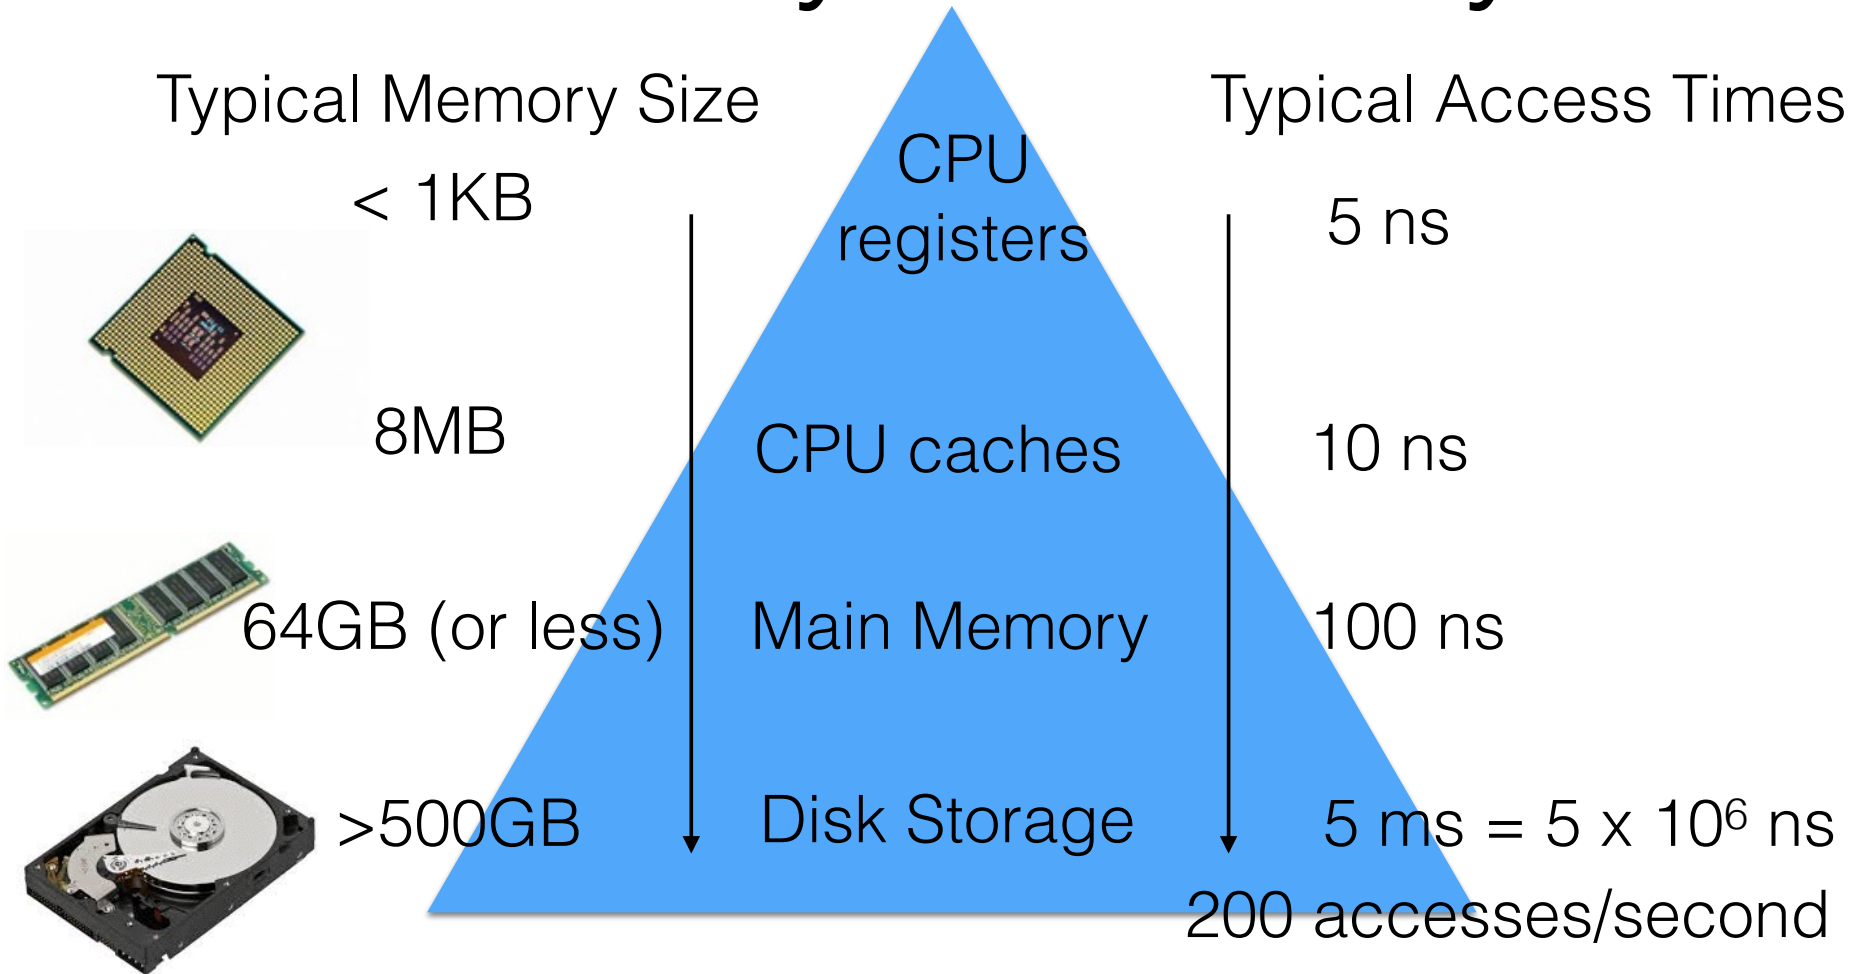 Typical Memory Size
Typical Access Times
CPU
registers
< 1KB
5 ns
8MB
CPU caches
10 ns
64GB (or less)
Main Memory
100 ns
>500GB
Disk Storage
5 ms = 5 x 10⁶ ns
200 accesses/second